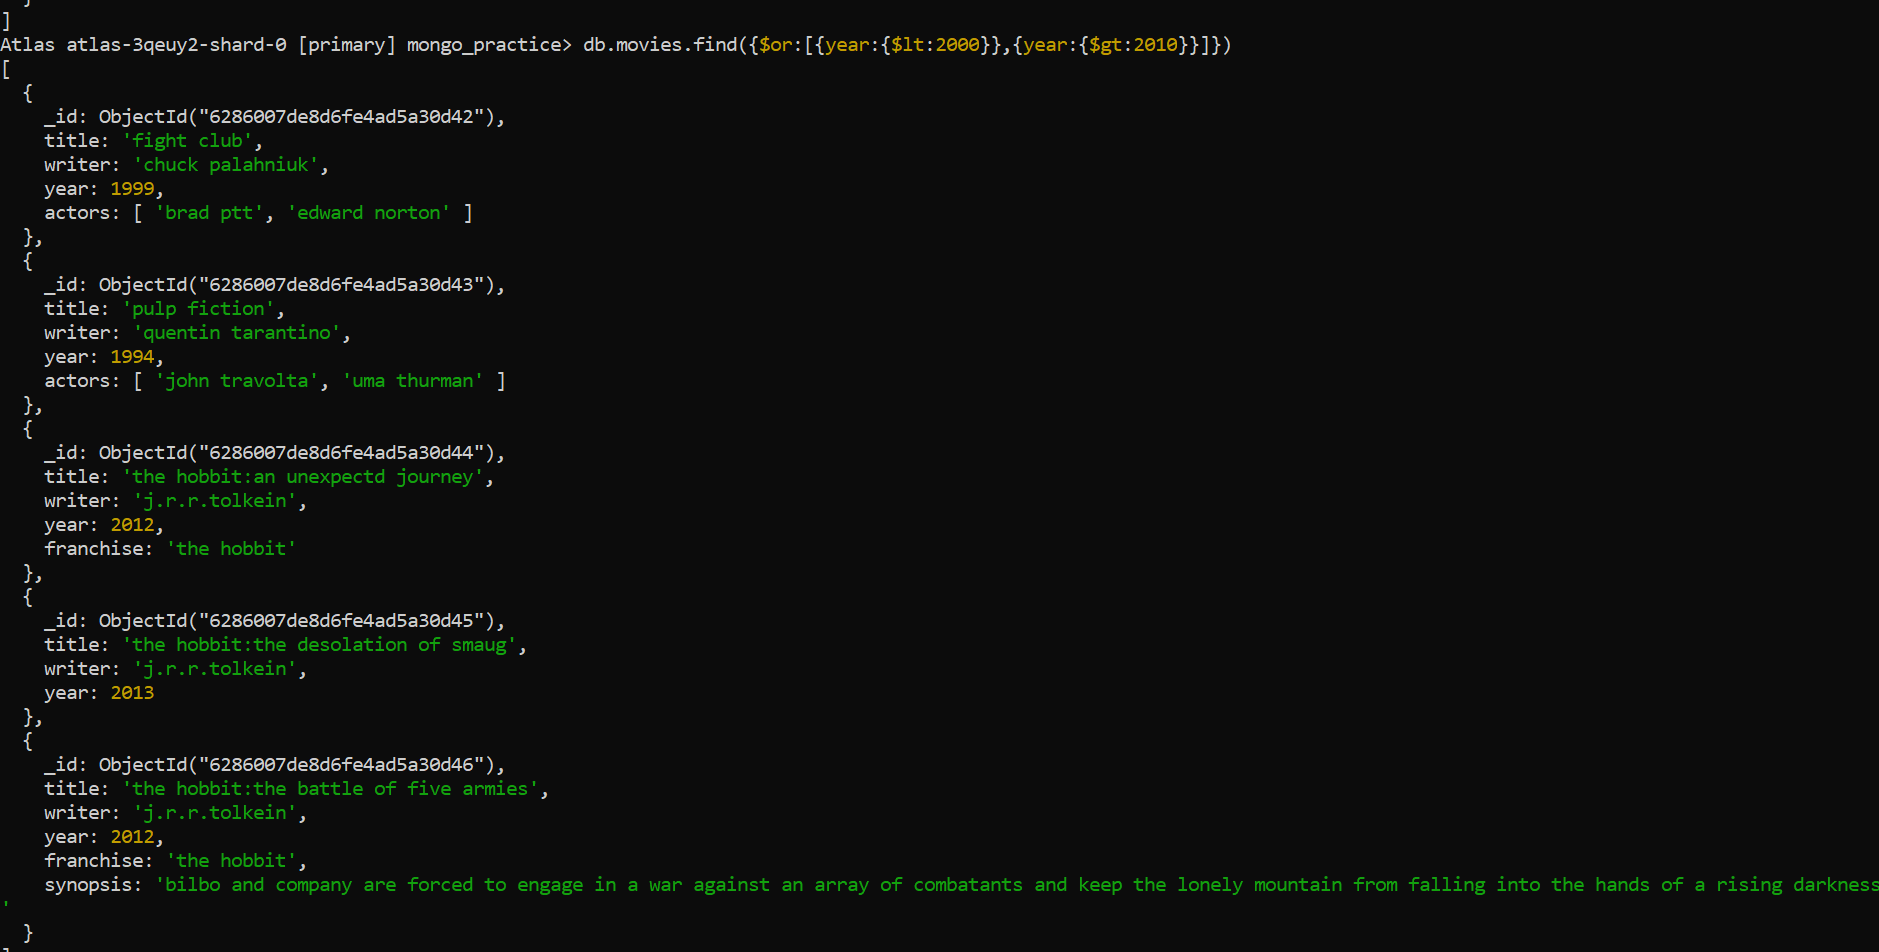 }
]
Atlas atlas-3qeuy2-shard-0 [primary] mongo_practice> db.movies.find({$or:[{year:{$lt:2000}},{year:{$gt:2010}}]})
[
  {
    _id: ObjectId("6286007de8d6fe4ad5a30d42"),
    title: 'fight club',
    writer: 'chuck palahniuk',
    year: 1999,
    actors: [ 'brad ptt', 'edward norton' ]
  },
  {
    _id: ObjectId("6286007de8d6fe4ad5a30d43"),
    title: 'pulp fiction',
    writer: 'quentin tarantino',
    year: 1994,
    actors: [ 'john travolta', 'uma thurman' ]
  },
  {
    _id: ObjectId("6286007de8d6fe4ad5a30d44"),
    title: 'the hobbit:an unexpectd journey',
    writer: 'j.r.r.tolkein',
    year: 2012,
    franchise: 'the hobbit'
  },
  {
    _id: ObjectId("6286007de8d6fe4ad5a30d45"),
    title: 'the hobbit:the desolation of smaug',
    writer: 'j.r.r.tolkein',
    year: 2013
  },
  {
    _id: ObjectId("6286007de8d6fe4ad5a30d46"),
    title: 'the hobbit:the battle of five armies',
    writer: 'j.r.r.tolkein',
    year: 2012,
    franchise: 'the hobbit',
    synopsis: 'bilbo and company are forced to engage in a war against an array of combatants and keep the lonely mountain from falling into the hands of a rising darkness
'
  }
]